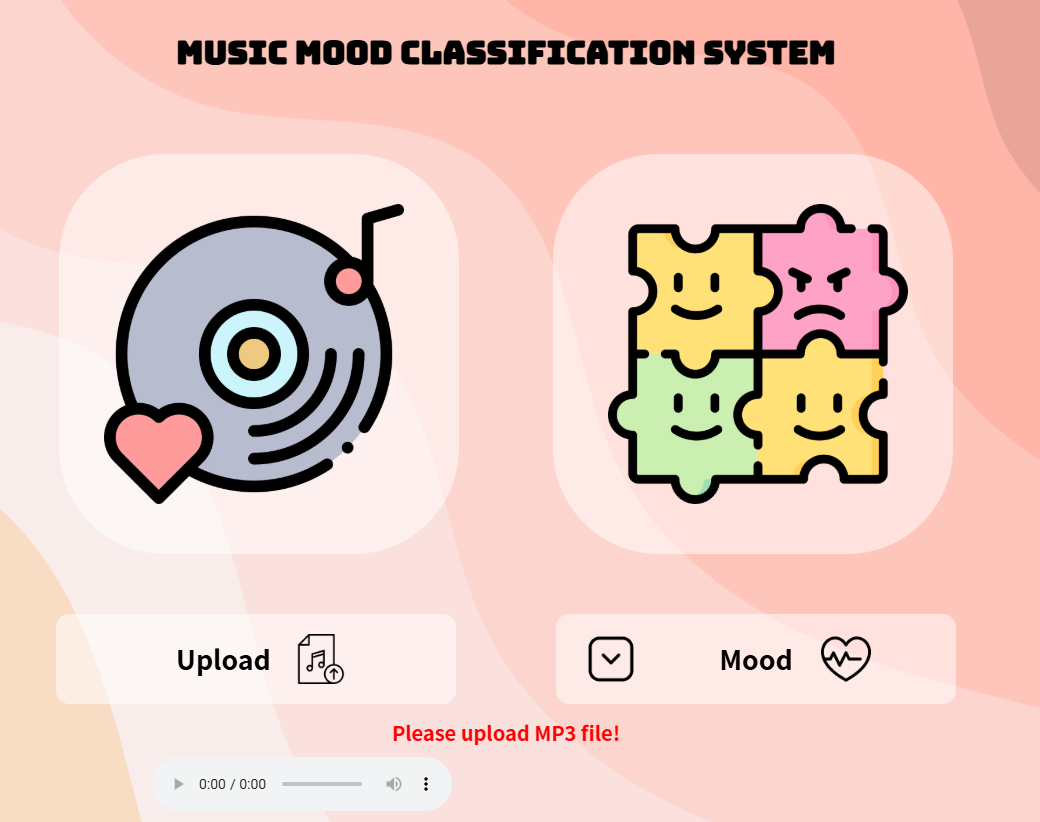 MUSIC MOOD CLASSIFICATION SYSTEM
Upload
Mood
Please upload MP3 file!
0:00 / 0:00